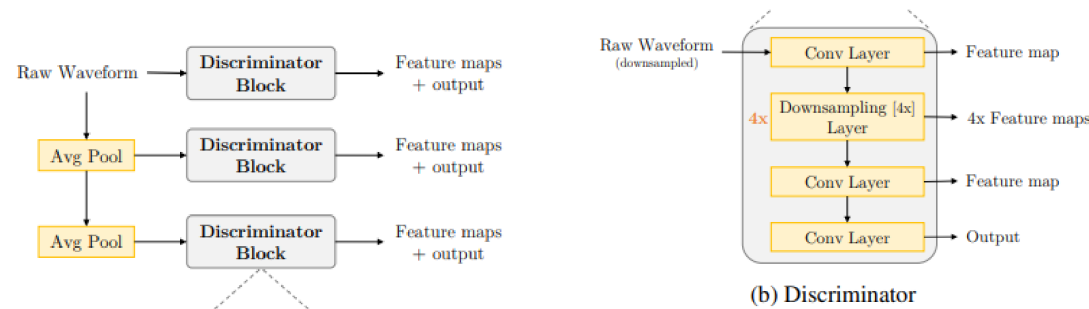 Raw Waveform
Discriminator
Block
Feature maps
+ output
Avg Pool
Discriminator
Block
Feature maps
+ output
Avg Pool
Discriminator
Block
Feature maps
+ output
4x
Raw Waveform
(downsampled)
Conv Layer
Feature map
4x
Downsampling [4x]
Layer
4x Feature maps
Conv Layer
Feature map
Conv Layer
Output
(b) Discriminator